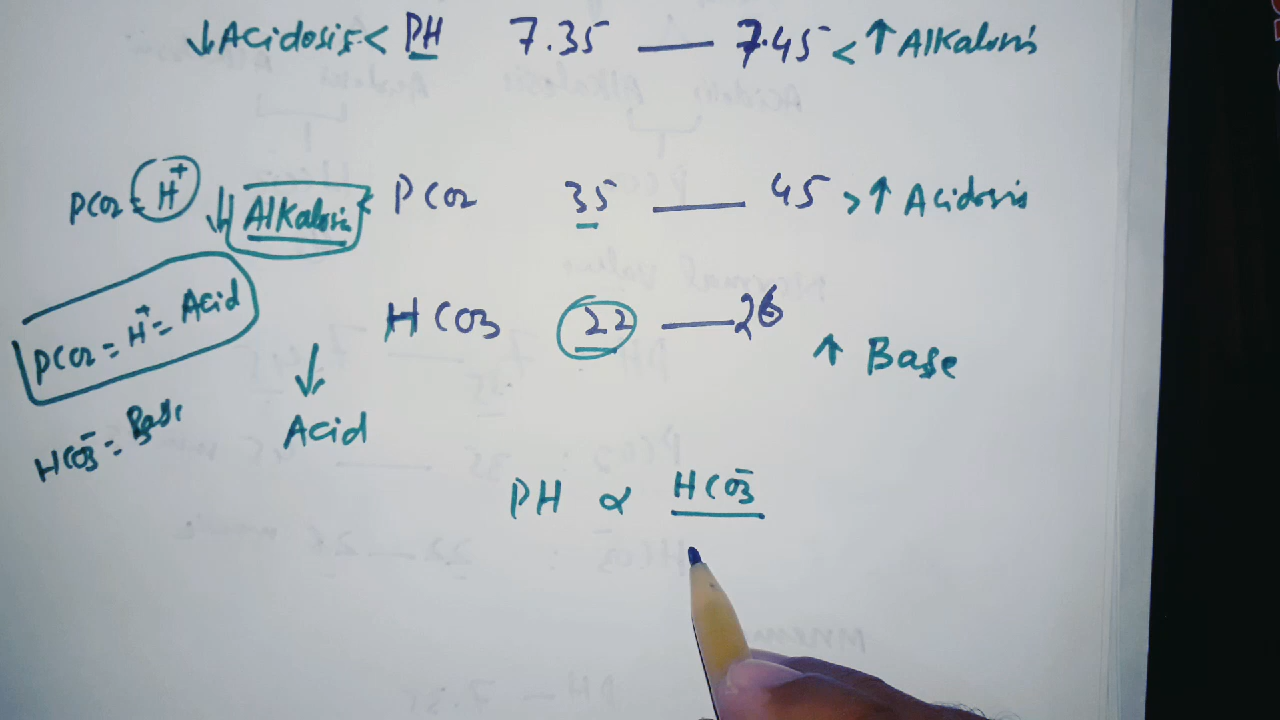 ↓ Acidosis < PH 7.35 — 7.45 < ↑ Alkalosis
PCO2 = H+ ↓ Alkalosis < PCO2 35 — 45 > ↑ Acidosis
PCO2 = H+ = Acid
HCO3 22 — 26 ↑ Base
HCO3- = Base
↓
Acid
PH ∝ HCO3-